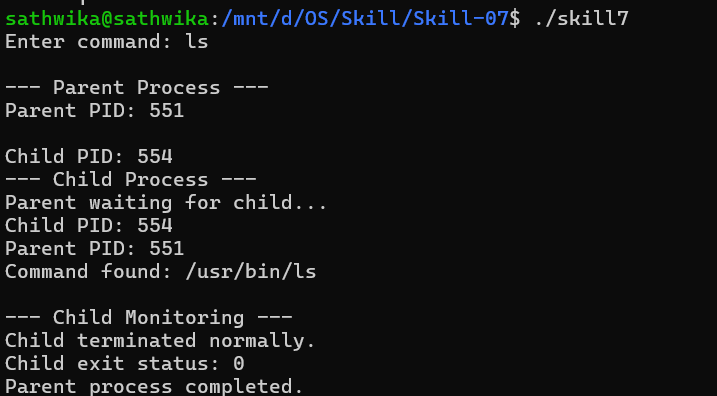 sathwika@sathwika:/mnt/d/OS/Skill/Skill-07$ ./skill7
Enter command: ls
--- Parent Process ---
Parent PID: 551
Child PID: 554
--- Child Process ---
Parent waiting for child...
Child PID: 554
Parent PID: 551
Command found: /usr/bin/ls
--- Child Monitoring ---
Child terminated normally.
Child exit status: 0
Parent process completed.